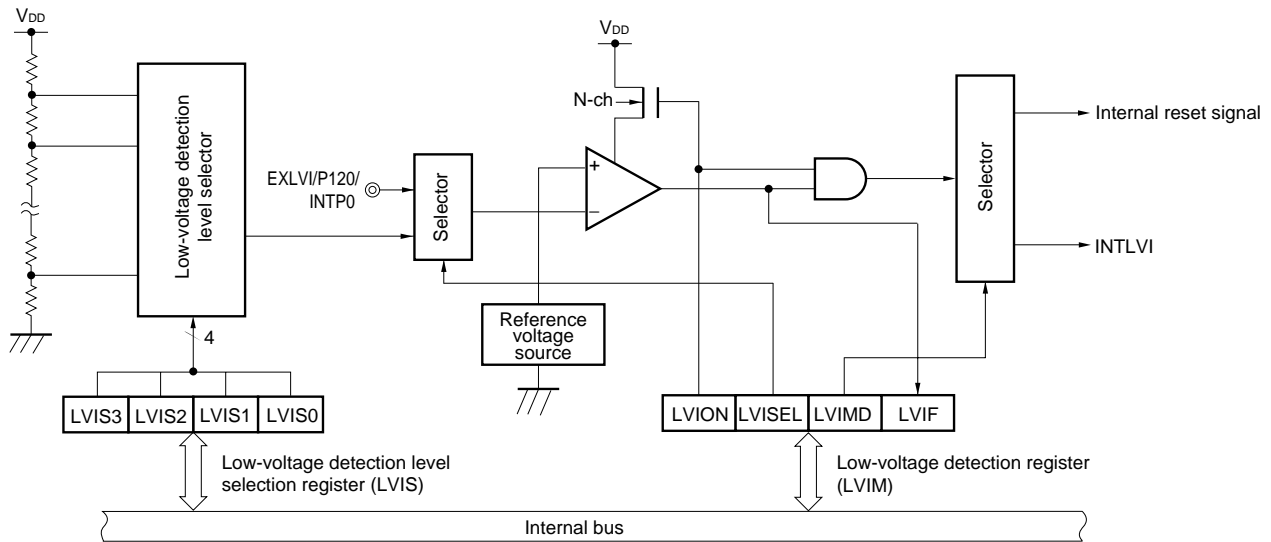 VDD
VDD
N-ch
Low-voltage detection
level selector
EXLVI/P120/
INTP0
Selector
+
−
Selector
Internal reset signal
INTLVI
Reference
voltage
source
4
LVIS3 LVIS2 LVIS1 LVIS0
LVION LVISEL LVIMD LVIF
Low-voltage detection level
selection register (LVIS)
Low-voltage detection register
(LVIM)
Internal bus